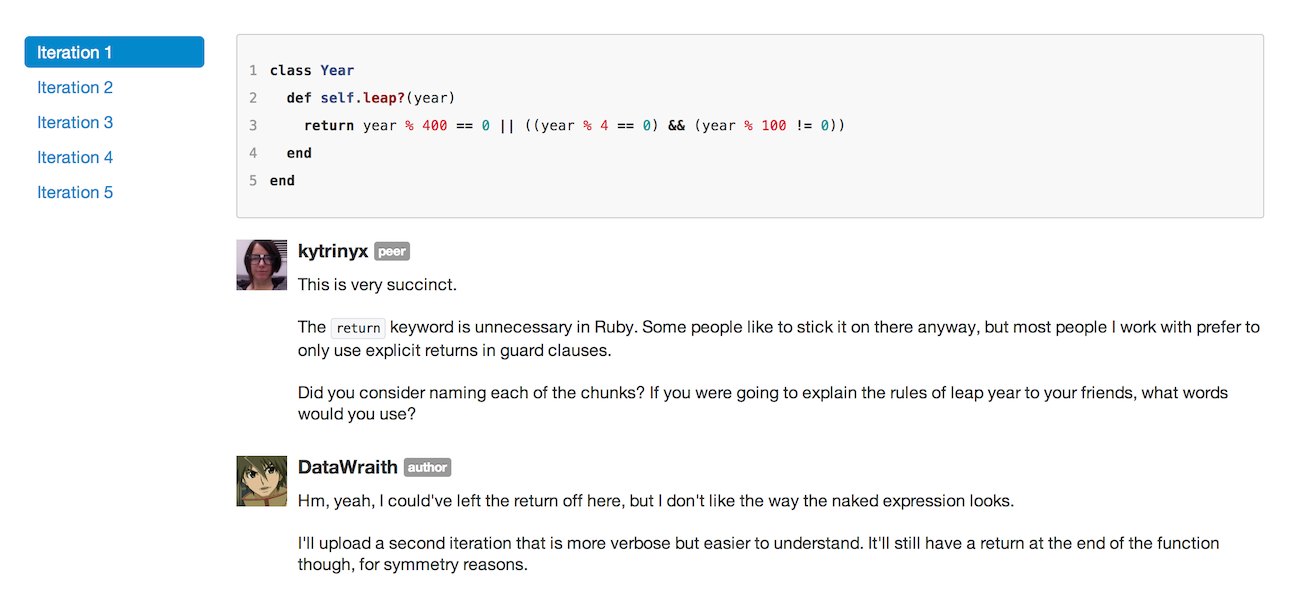 Iteration 1
Iteration 2
Iteration 3
Iteration 4
Iteration 5
1 class Year
2   def self.leap?(year)
3     return year % 400 == 0 || ((year % 4 == 0) && (year % 100 != 0))
4   end
5 end
kytrinyx peer
This is very succinct.
The return keyword is unnecessary in Ruby. Some people like to stick it on there anyway, but most people I work with prefer to
only use explicit returns in guard clauses.
Did you consider naming each of the chunks? If you were going to explain the rules of leap year to your friends, what words
would you use?
DataWraith author
Hm, yeah, I could've left the return off here, but I don't like the way the naked expression looks.
I'll upload a second iteration that is more verbose but easier to understand. It'll still have a return at the end of the function
though, for symmetry reasons.